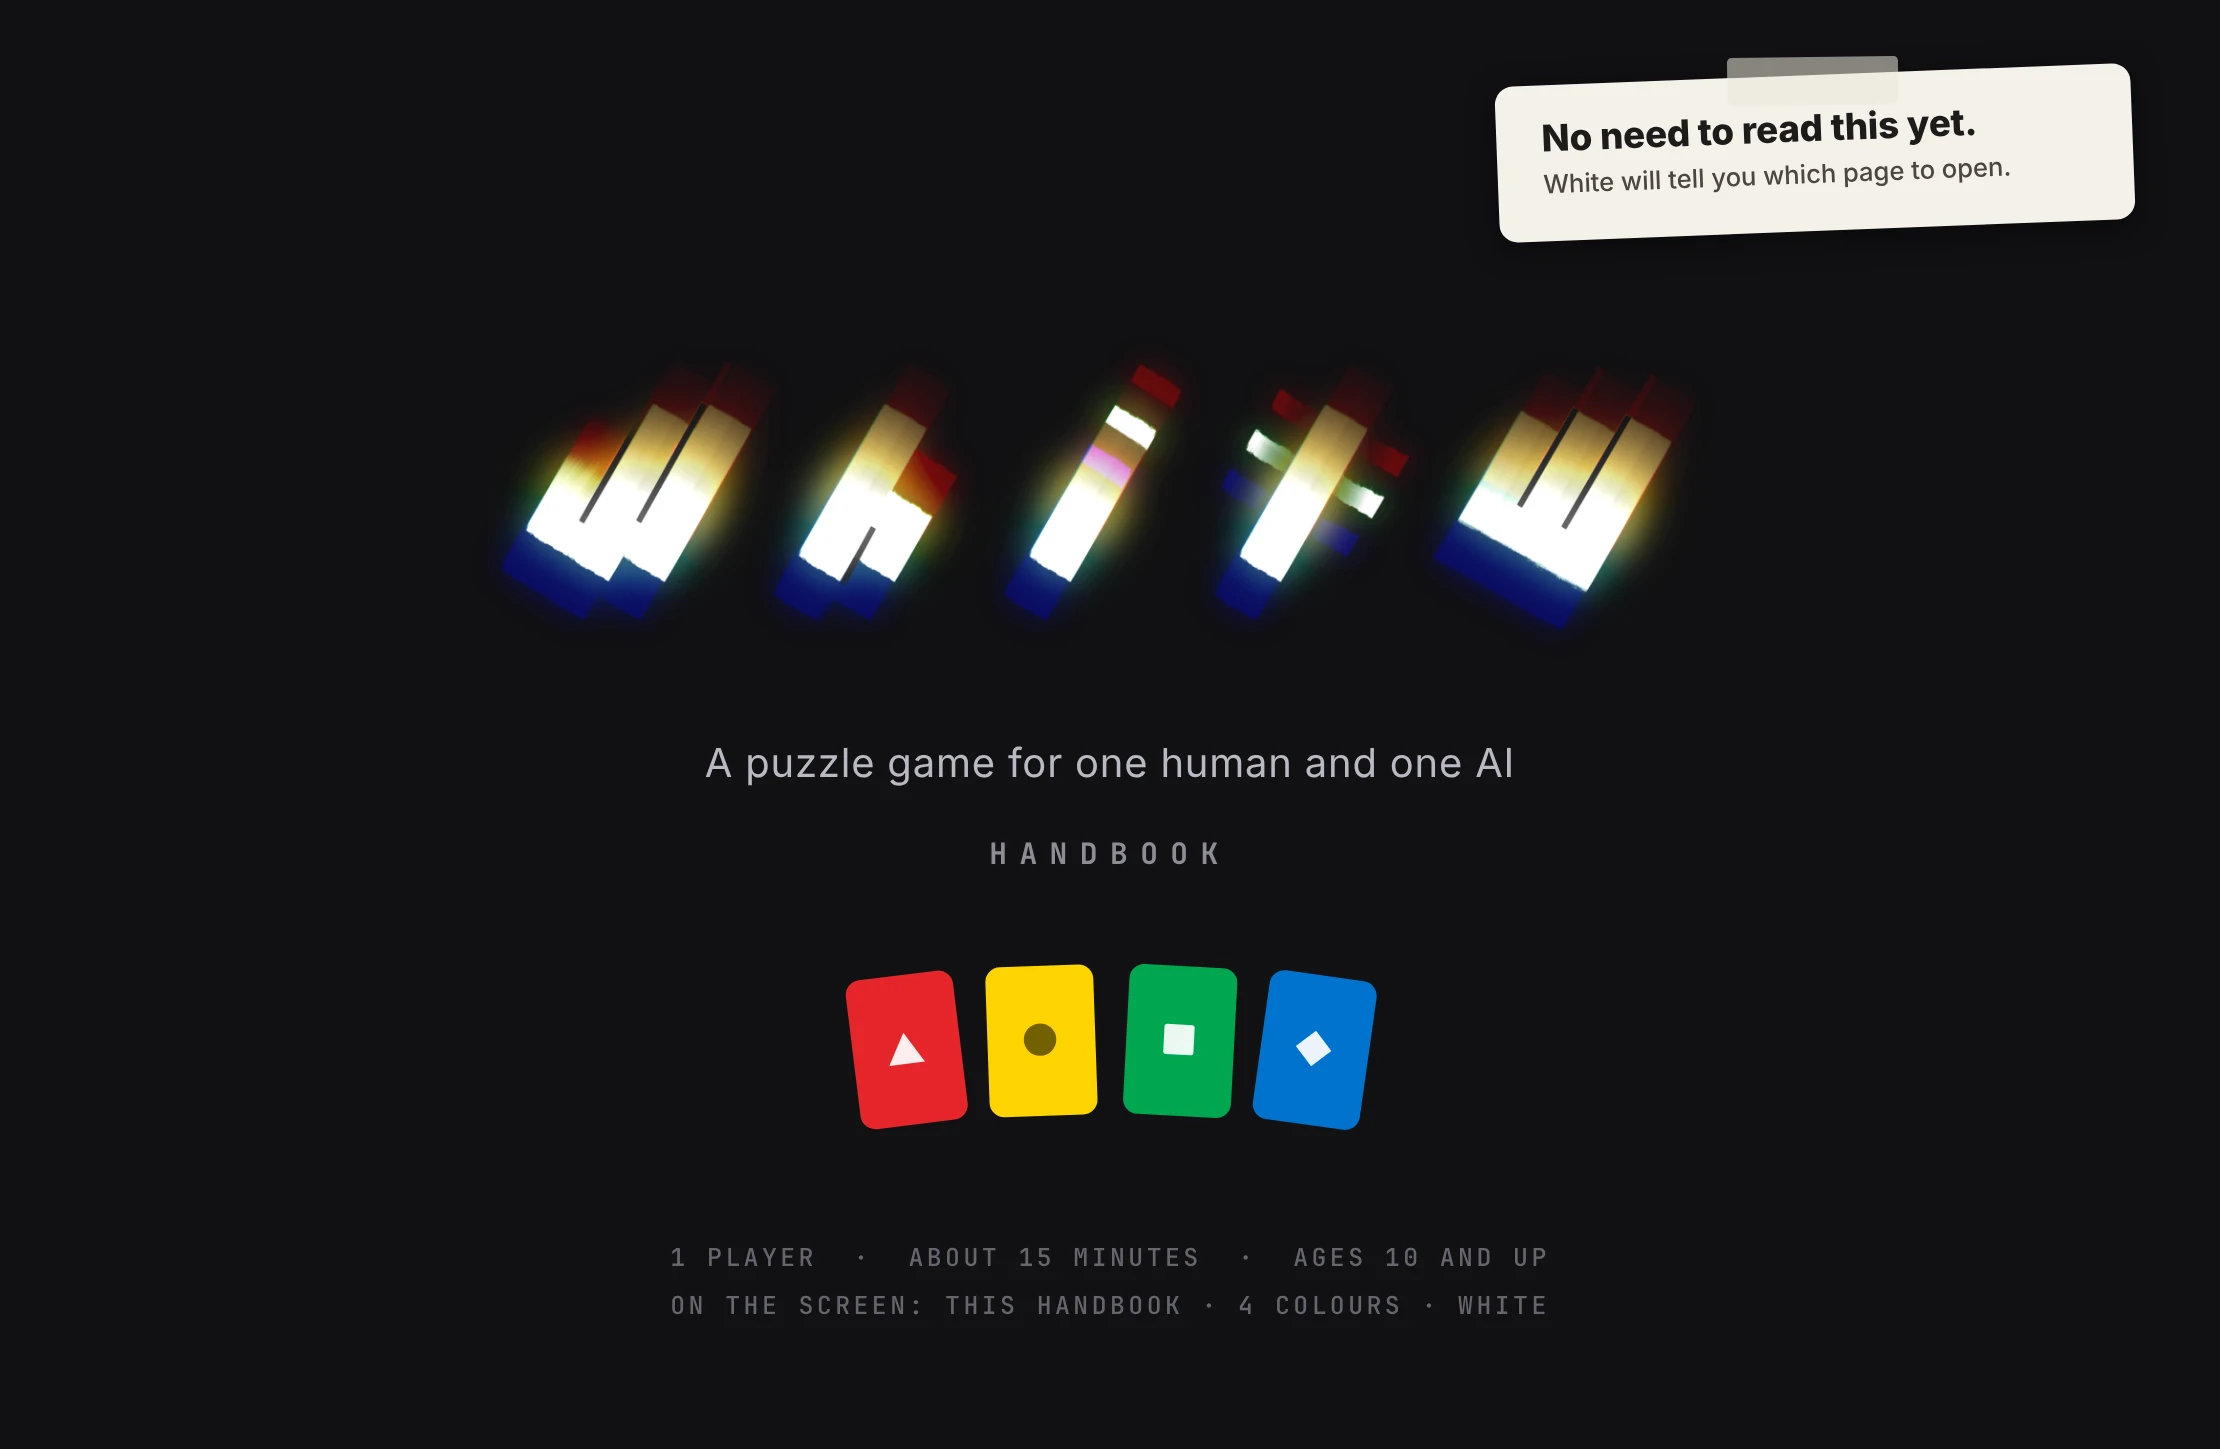 No need to read this yet.
White will tell you which page to open.
white
A puzzle game for one human and one AI
HANDBOOK
1 PLAYER · ABOUT 15 MINUTES · AGES 10 AND UP
ON THE SCREEN: THIS HANDBOOK · 4 COLOURS · WHITE